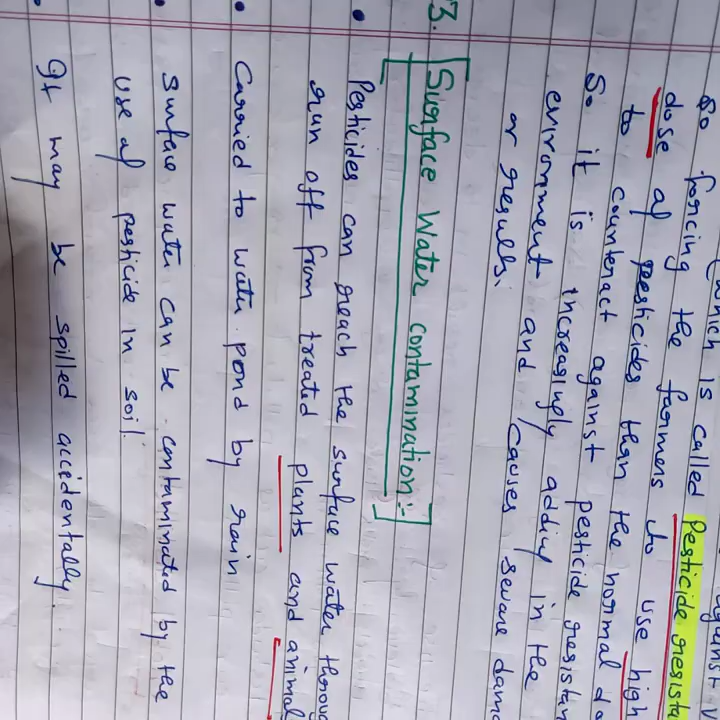 which is called Pesticide resista
so forcing the farmers to use high
dose of pesticides than the normal do
to counteract against pesticide resistan
So it is increasingly adding in the
environment and causes severe dama
or results.
3. Surface Water contamination:-
• Pesticides can reach the surface water throu
run off from treated plants and animal
• Carried to water pond by rain
• Surface water can be contaminated by the
use of pesticide in soil.
• It may be spilled accidentally.